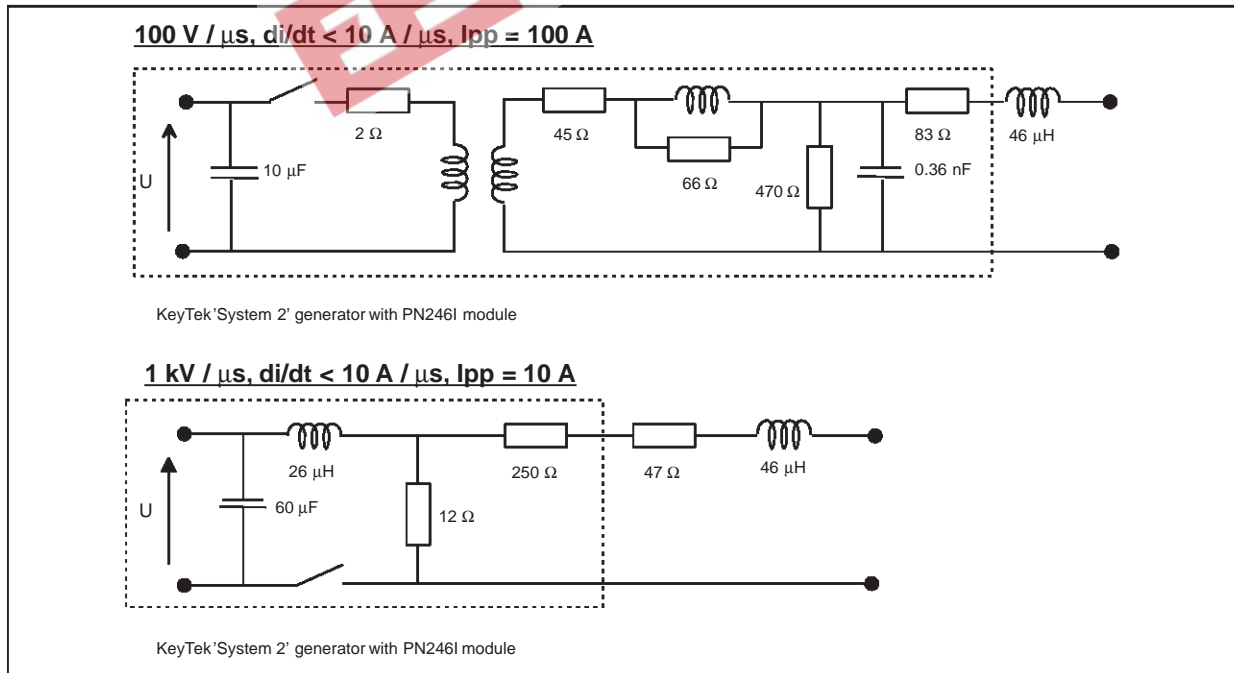 100 V / μs, di/dt < 10 A / μs, Ipp = 100 A
U
10 μF
2 Ω
45 Ω
66 Ω
470 Ω
83 Ω
0.36 nF
46 μH
KeyTek 'System 2' generator with PN246I module
1 kV / μs, di/dt < 10 A / μs, Ipp = 10 A
U
60 μF
26 μH
12 Ω
250 Ω
47 Ω
46 μH
KeyTek 'System 2' generator with PN246I module